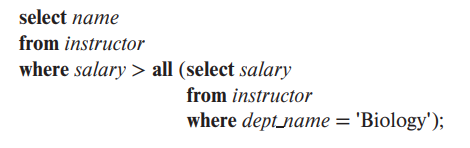 select name
from instructor
where salary > all (select salary
from instructor
where dept_name = 'Biology');